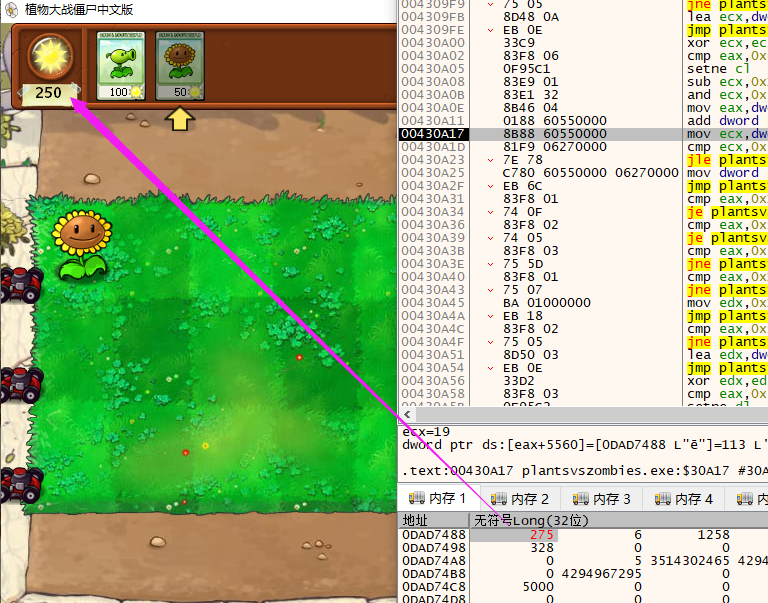 植物大战僵尸中文版
250
100
50
004309F9 75 05 jne plants
004309FB 8D48 0A lea ecx,dw
004309FE EB 0E jmp plants
00430A00 33C9 xor ecx,ec
00430A02 83F8 06 cmp eax,0x
00430A05 0F95C1 setne cl
00430A08 83E9 01 sub ecx,0x
00430A0B 83E1 32 and ecx,0x
00430A0E 8B46 04 mov eax,dw
00430A11 0188 60550000 add dword
00430A17 8B88 60550000 mov ecx,dw
00430A1D 81F9 06270000 cmp ecx,0x
00430A23 7E 78 jle plants
00430A25 C780 60550000 06270000 mov dword
00430A2F EB 6C jmp plants
00430A31 83F8 01 cmp eax,0x
00430A34 74 0F je plantsv
00430A36 83F8 02 cmp eax,0x
00430A39 74 05 je plantsv
00430A3B 83F8 03 cmp eax,0x
00430A3E 75 5D jne plants
00430A40 83F8 01 cmp eax,0x
00430A43 75 07 jne plants
00430A45 BA 01000000 mov edx,0x
00430A4A EB 18 jmp plants
00430A4C 83F8 02 cmp eax,0x
00430A4F 75 05 jne plants
00430A51 8D50 03 lea edx,dw
00430A54 EB 0E jmp plants
00430A56 33D2 xor edx,ed
00430A58 83F8 03 cmp eax,0x
ecx=19
dword ptr ds:[eax+5560]=[0DAD7488 L"ē"]=113 L"
.text:00430A17 plantsvszombies.exe:$30A17 #30A
内存 1 内存 2 内存 3 内存 4 内存
地址 无符号Long(32位)
0DAD7488 275 6 1258
0DAD7498 328 0 0
0DAD74A8 0 5 3514302465 4294
0DAD74B8 0 4294967295 0
0DAD74C8 5000 0 0
0DAD74D8 0 0 0